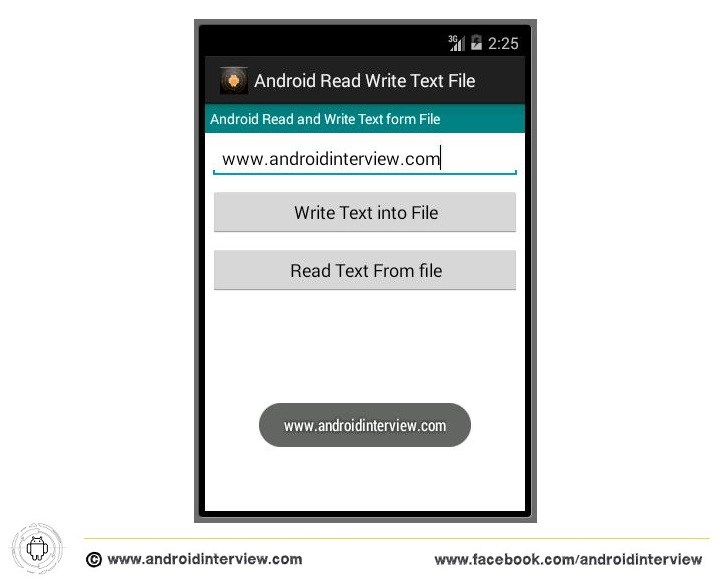 3G 2:25
Android Read Write Text File
Android Read and Write Text form File
www.androidinterview.com
Write Text into File
Read Text From file
www.androidinterview.com
© www.androidinterview.com www.facebook.com/androidinterview